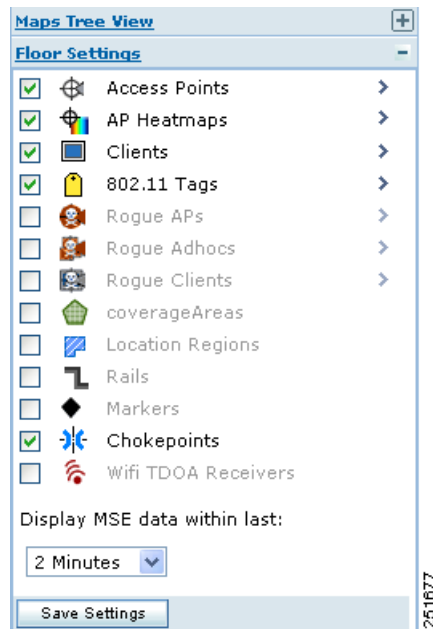 Maps Tree View
Floor Settings
Access Points
AP Heatmaps
Clients
802.11 Tags
Rogue APs
Rogue Adhocs
Rogue Clients
coverageAreas
Location Regions
Rails
Markers
Chokepoints
Wifi TDOA Receivers
Display MSE data within last:
2 Minutes
Save Settings
251677